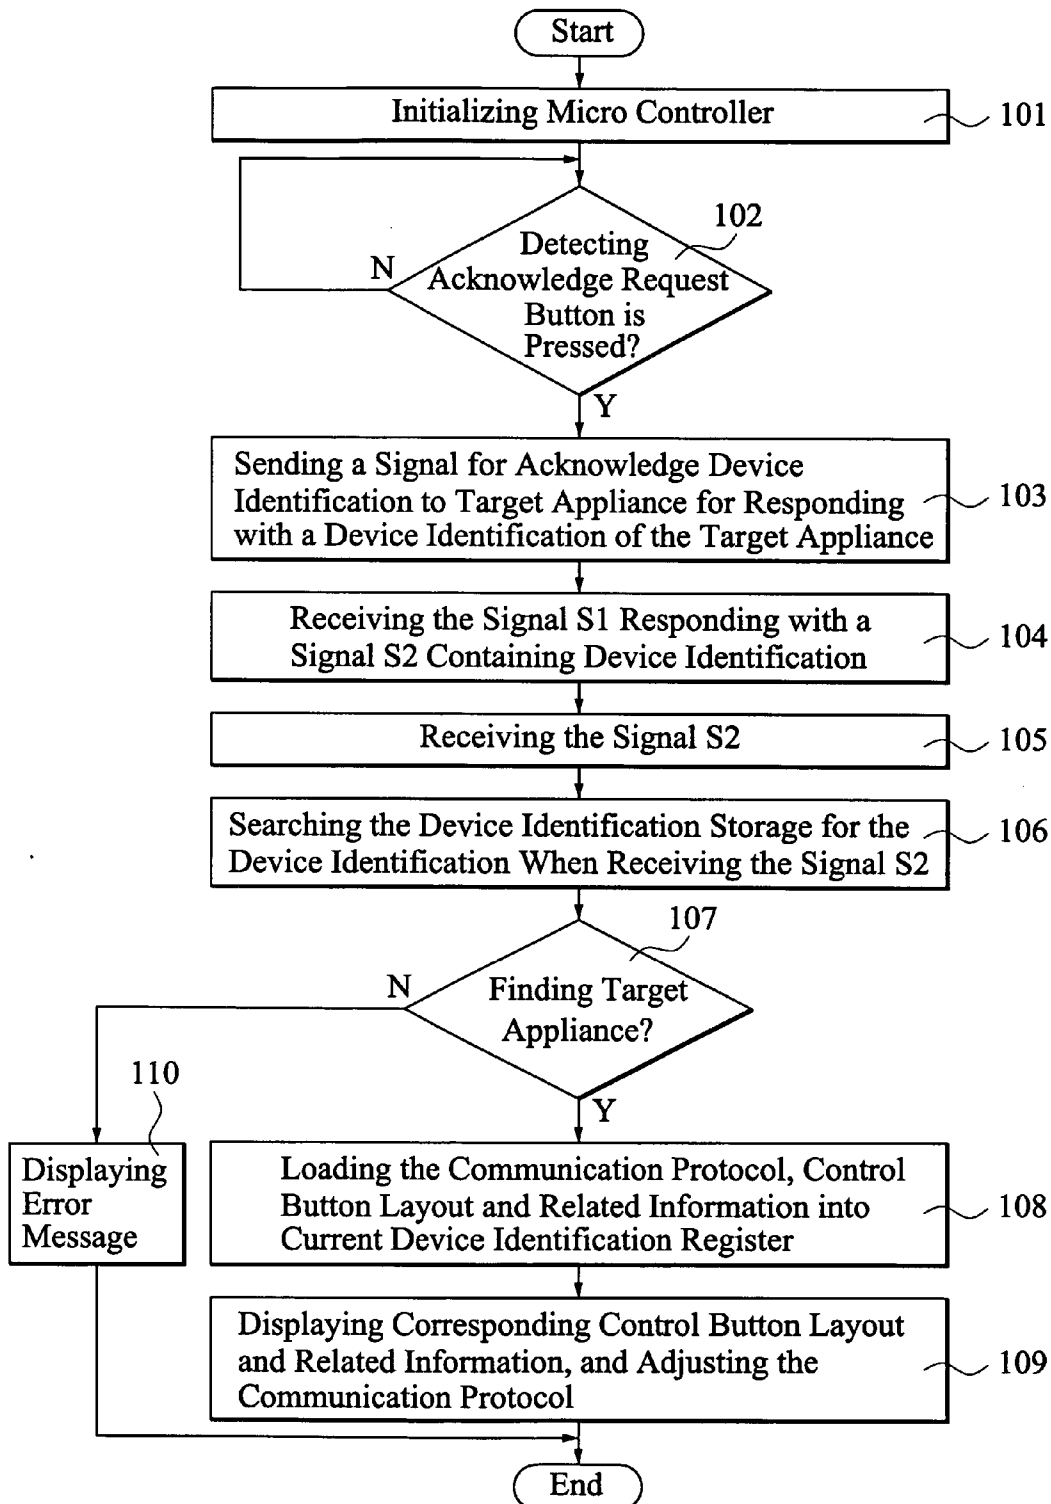 Start
Initializing Micro Controller
101
102
N
Detecting
Acknowledge Request
Button is
Pressed?
Y
Sending a Signal for Acknowledge Device
Identification to Target Appliance for Responding
with a Device Identification of the Target Appliance
103
Receiving the Signal S1 Responding with a
Signal S2 Containing Device Identification
104
Receiving the Signal S2
105
Searching the Device Identification Storage for the
Device Identification When Receiving the Signal S2
106
107
N
Finding Target
Appliance?
Y
110
Displaying
Error
Message
Loading the Communication Protocol, Control
Button Layout and Related Information into
Current Device Identification Register
108
Displaying Corresponding Control Button Layout
and Related Information, and Adjusting the
Communication Protocol
109
End